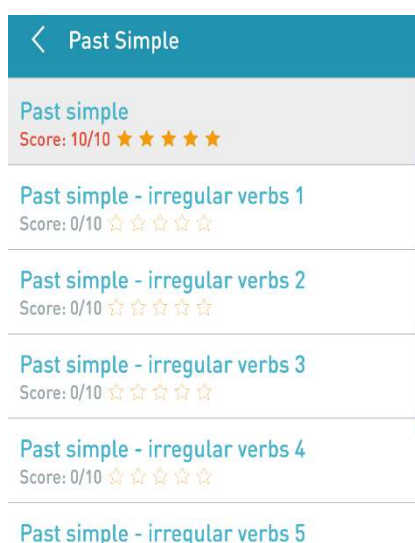 Past Simple
Past simple
Score: 10/10
Past simple - irregular verbs 1
Score: 0/10
Past simple - irregular verbs 2
Score: 0/10
Past simple - irregular verbs 3
Score: 0/10
Past simple - irregular verbs 4
Score: 0/10
Past simple - irregular verbs 5